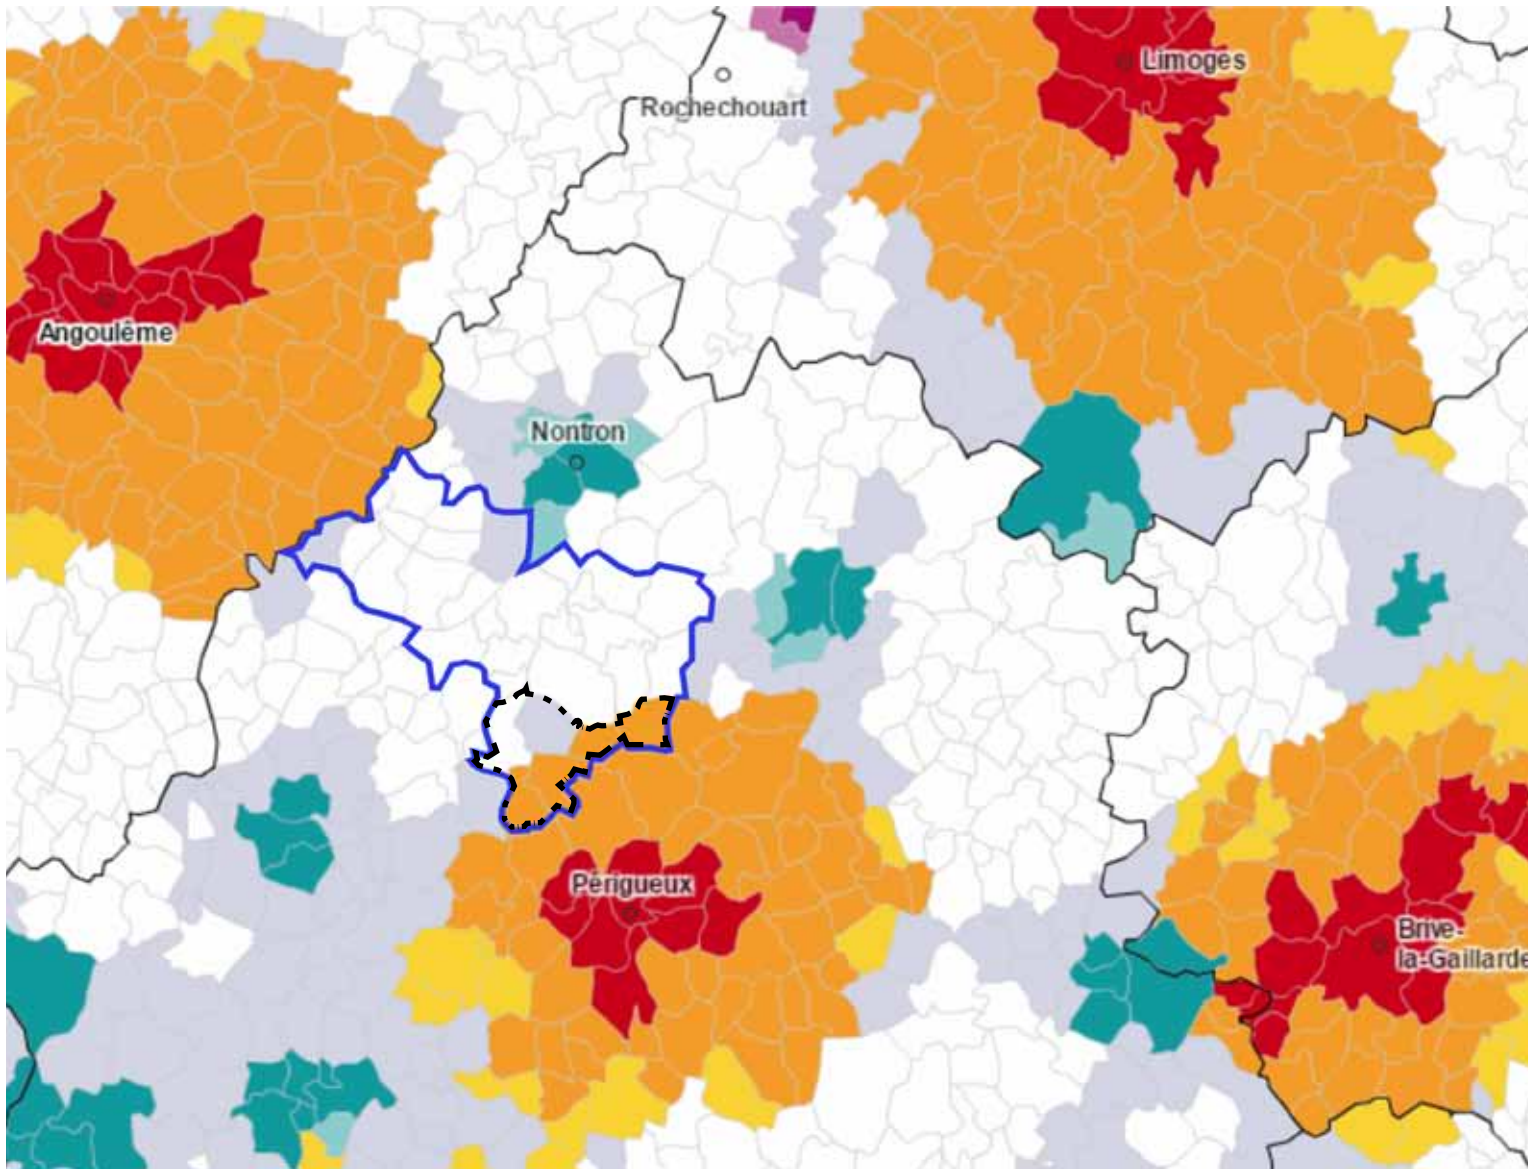 Limoges
Rochechouart
Angoulême
Nontron
Périgueux
Brive-
la-Gaillarde